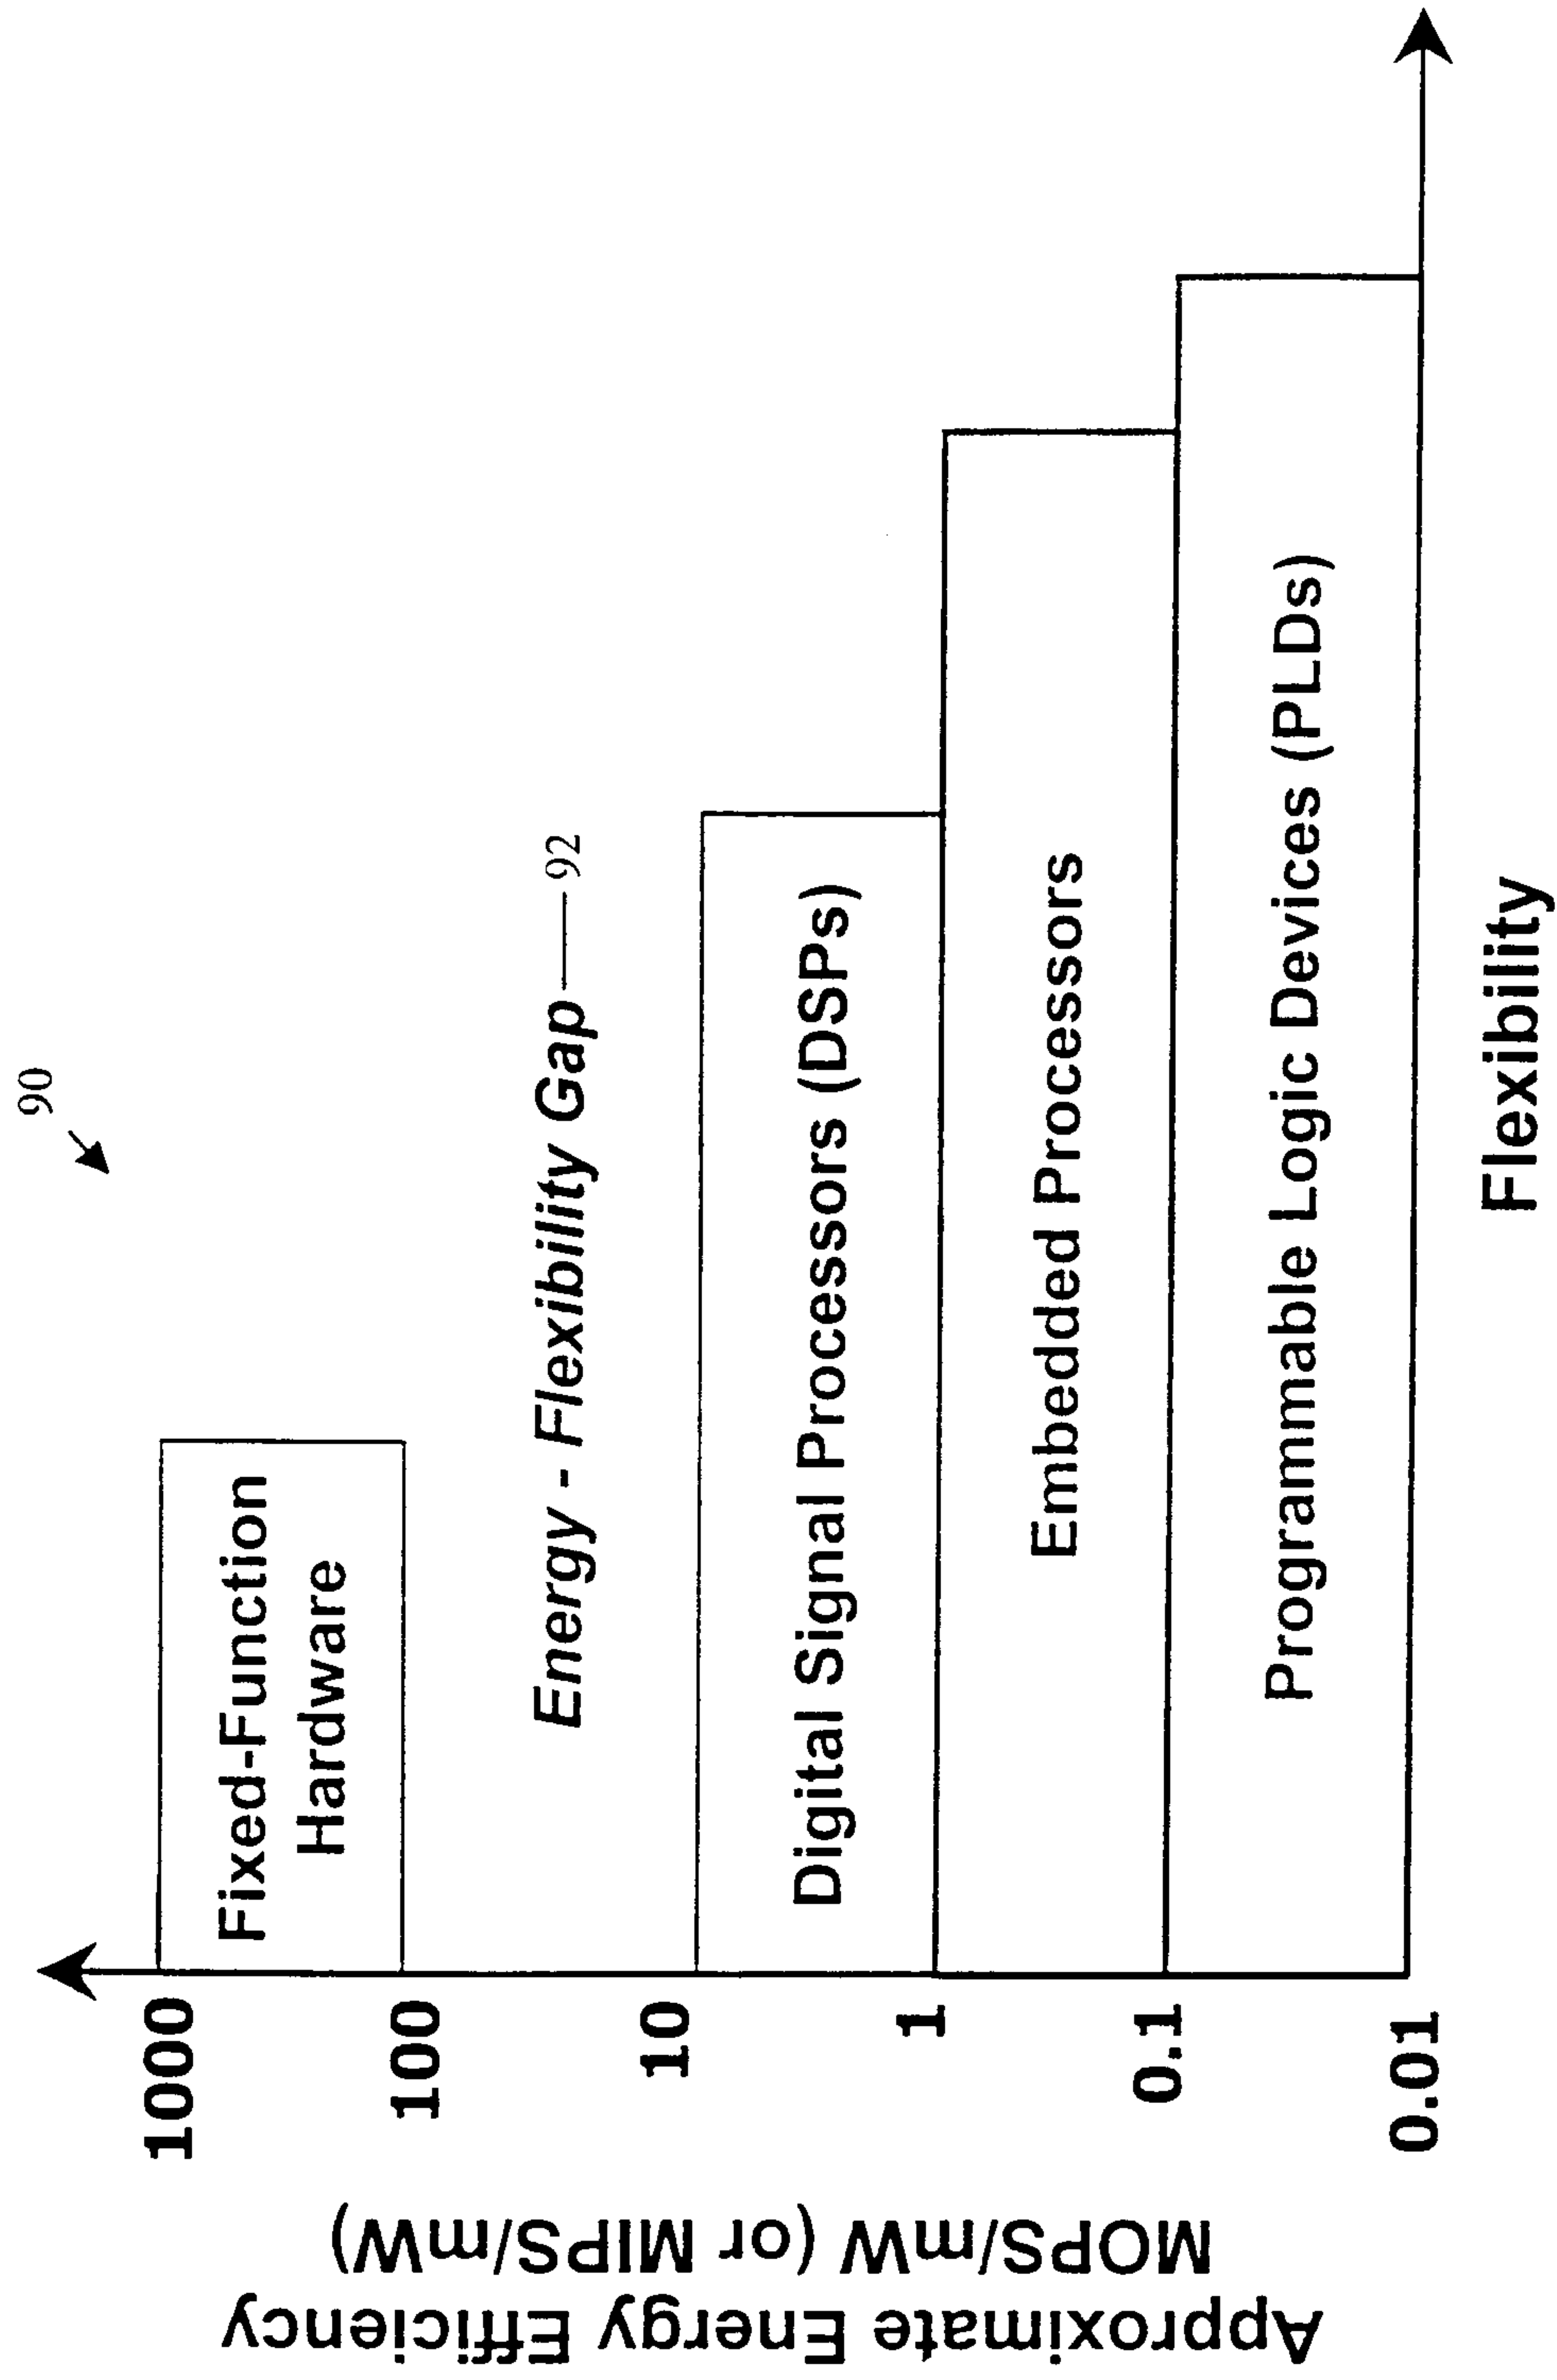 90
Approximate Energy Efficiency
MOPS/mW (or MIPS/mW)
1000
Fixed-Function
Hardware
100
Energy - Flexibility Gap
92
10
Digital Signal Processors (DSPs)
1
Embedded Processors
0.1
Programmable Logic Devices (PLDs)
0.01
Flexibility